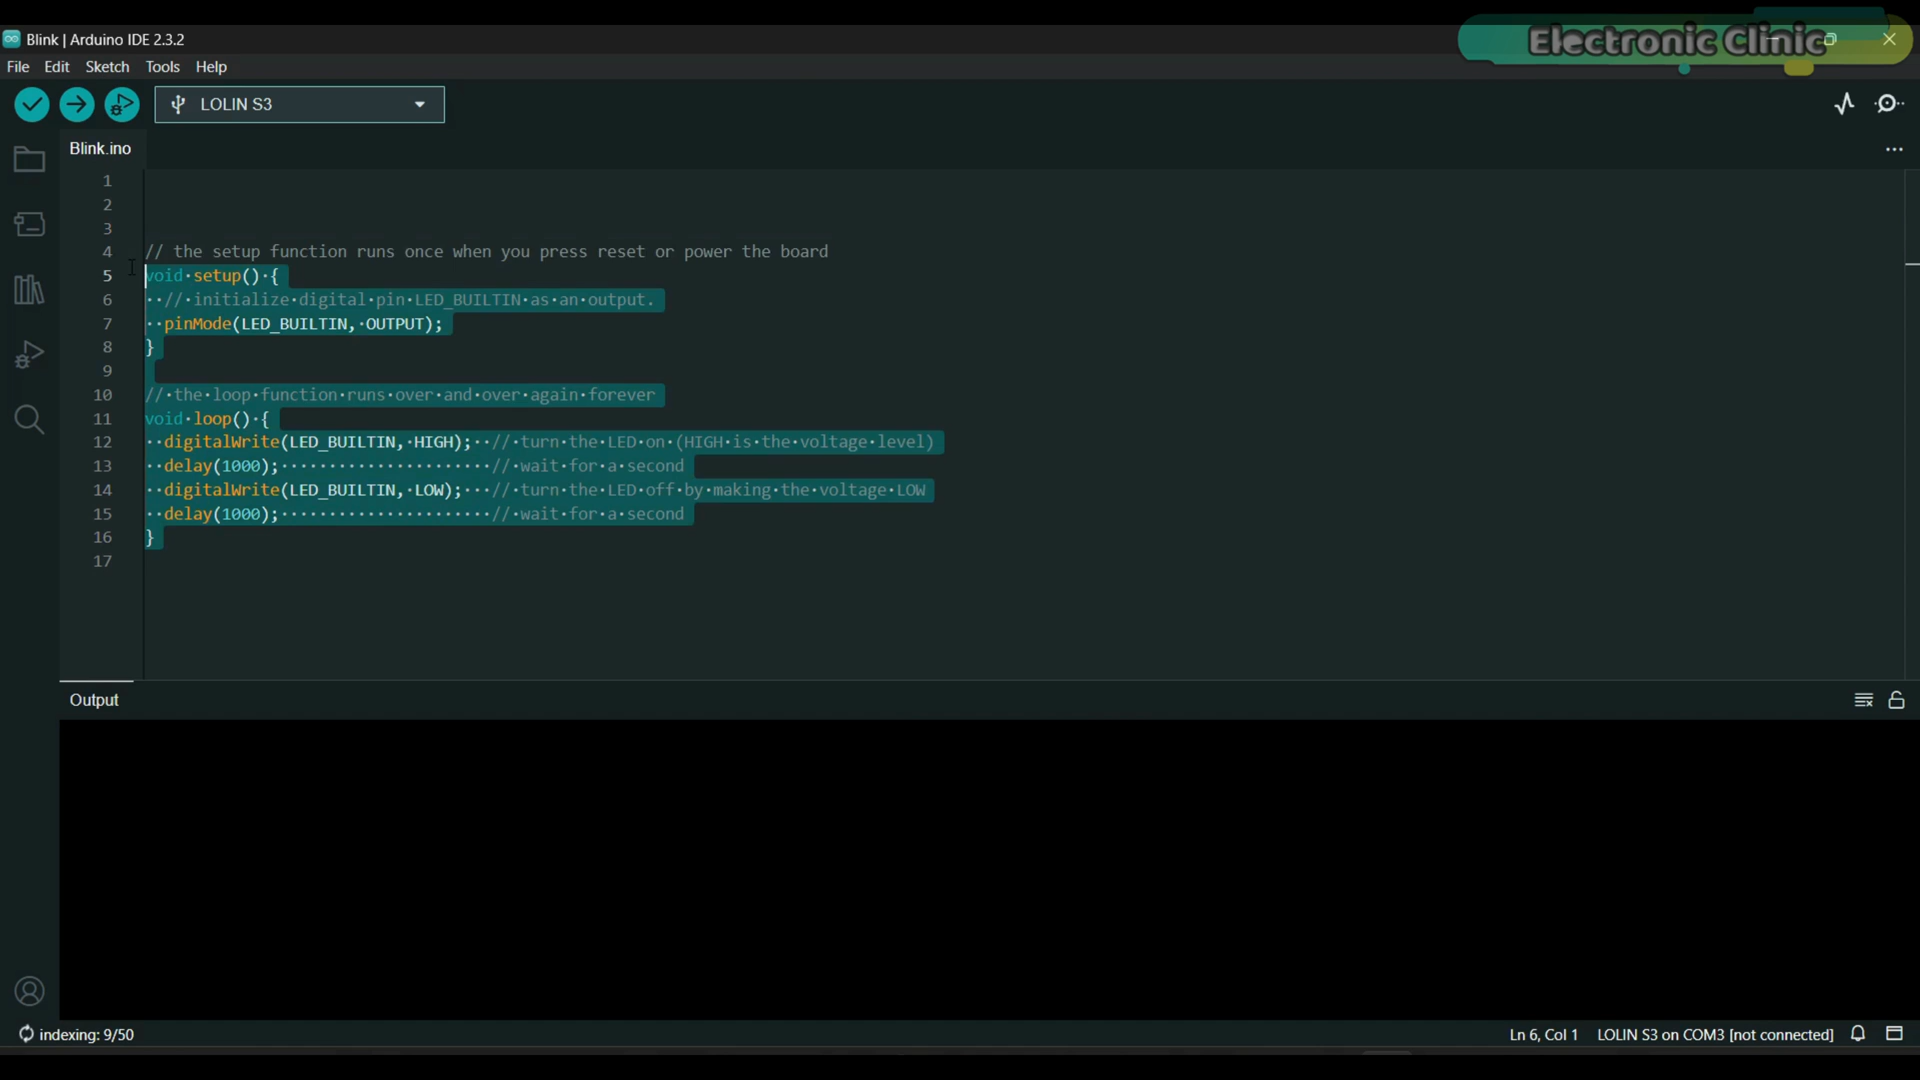 Blink | Arduino IDE 2.3.2
Electronic Clinic
File Edit Sketch Tools Help
LOLIN S3
Blink.ino
1
2
3
4 // the setup function runs once when you press reset or power the board
5 void setup() {
6 // initialize digital pin LED_BUILTIN as an output.
7 pinMode(LED_BUILTIN, OUTPUT);
8 }
9
10 // the loop function runs over and over again forever
11 void loop() {
12 digitalWrite(LED_BUILTIN, HIGH); // turn the LED on (HIGH is the voltage level)
13 delay(1000); // wait for a second
14 digitalWrite(LED_BUILTIN, LOW); // turn the LED off by making the voltage LOW
15 delay(1000); // wait for a second
16 }
17
Output
indexing: 9/50
Ln 6, Col 1 LOLIN S3 on COM3 [not connected]